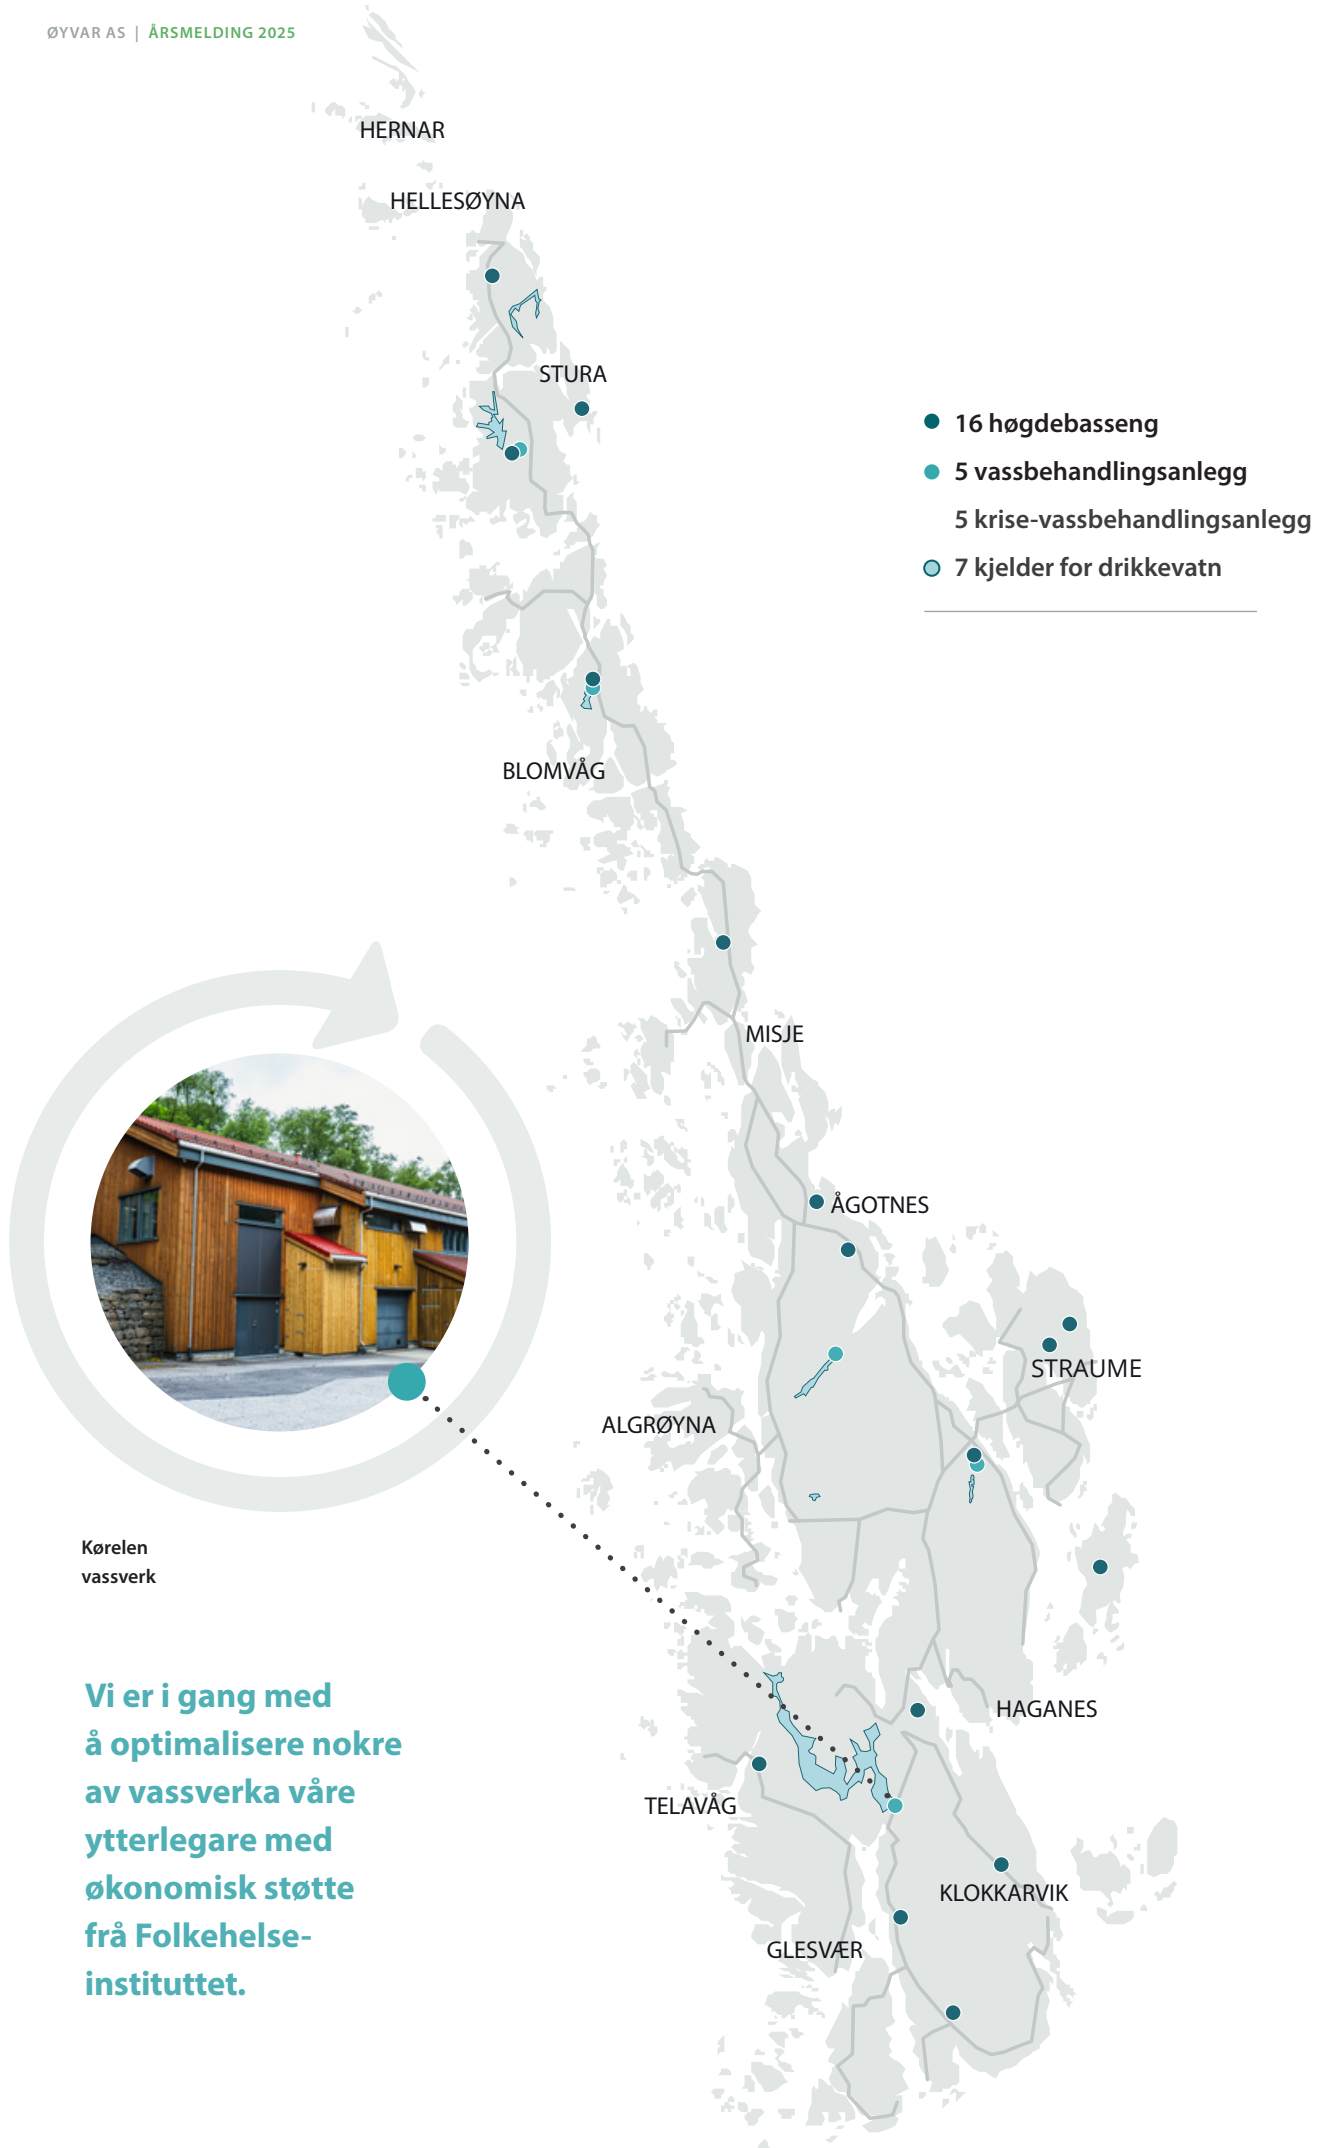 ØYVAR AS | ÅRSMELDING 2025
HERNAR
HELLESØYNA
STURA
16 høgdebasseng
5 vassbehandlingsanlegg
5 krise-vassbehandlingsanlegg
7 kjelder for drikkevatn
BLOMVÅG
MISJE
ÅGOTNES
STRAUME
ALGRØYNA
Kørelen
vassverk
Vi er i gang med
å optimalisere nokre
av vassverka våre
ytterlegare med
økonomisk støtte
frå Folkehelse-
instituttet.
HAGANES
TELAVÅG
KLOKKARVIK
GLESVÆR